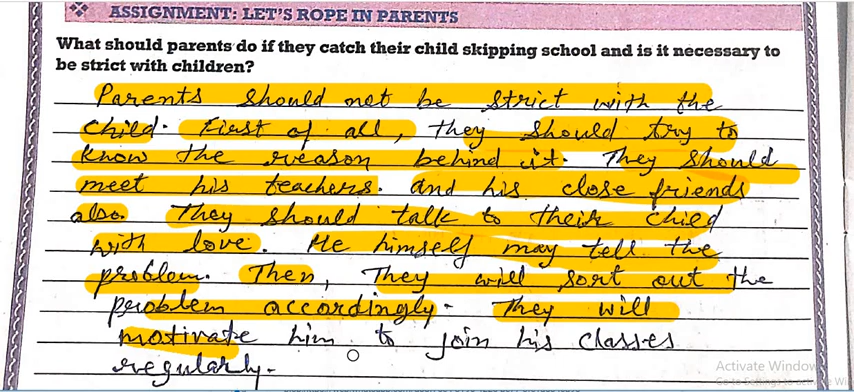 ASSIGNMENT: LET'S ROPE IN PARENTS
What should parents do if they catch their child skipping school and is it necessary to
be strict with children?
Parents should not be strict with the
child. First of all, they should try to
know the reason behind it. They should
meet his teachers. and his close friends
also. They should talk to their child
with love. He himself may tell the
problem. Then, They will sort out the
problem accordingly. They will
motivate him to join his classes
regularly.
Activate Window